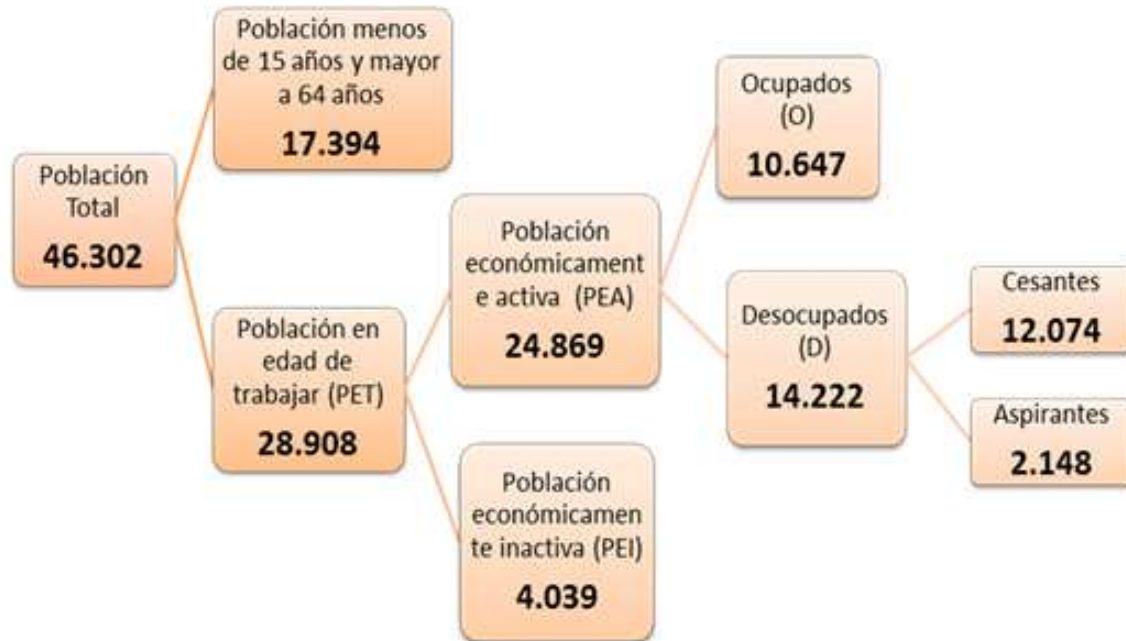 Población
Total
46.302
Población menos
de 15 años y mayor
a 64 años
17.394
Población en
edad de
trabajar (PET)
28.908
Población
económicament
e activa (PEA)
24.869
Población
económicamen
te inactiva (PEI)
4.039
Ocupados
(O)
10.647
Desocupados
(D)
14.222
Cesantes
12.074
Aspirantes
2.148